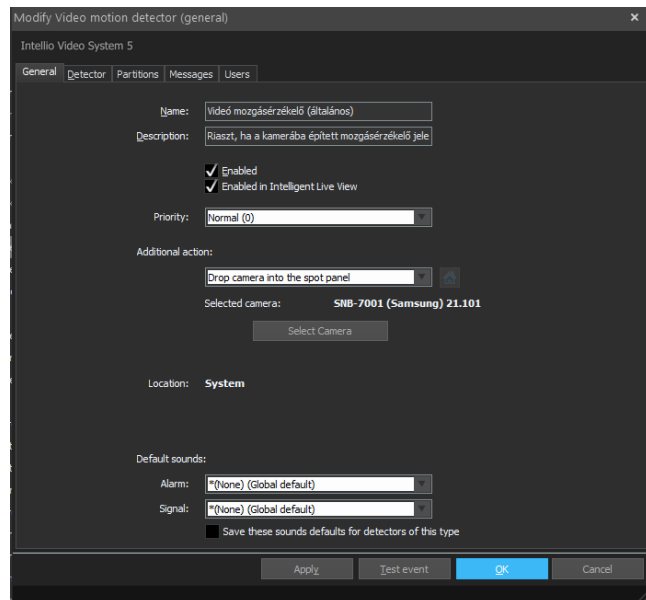 Modify Video motion detector (general)
Intellio Video System 5
General Detector Partitions Messages Users
Name: Videó mozgásérzékelő (általános)
Description: Riaszt, ha a kamerába épített mozgásérzékelő jele
Enabled
Enabled in Intelligent Live View
Priority: Normal (0)
Additional action:
Drop camera into the spot panel
Selected camera: SNB-7001 (Samsung) 21.101
Select Camera
Location: System
Default sounds:
Alarm: *(None) (Global default)
Signal: *(None) (Global default)
Save these sounds defaults for detectors of this type
Apply Test event OK Cancel